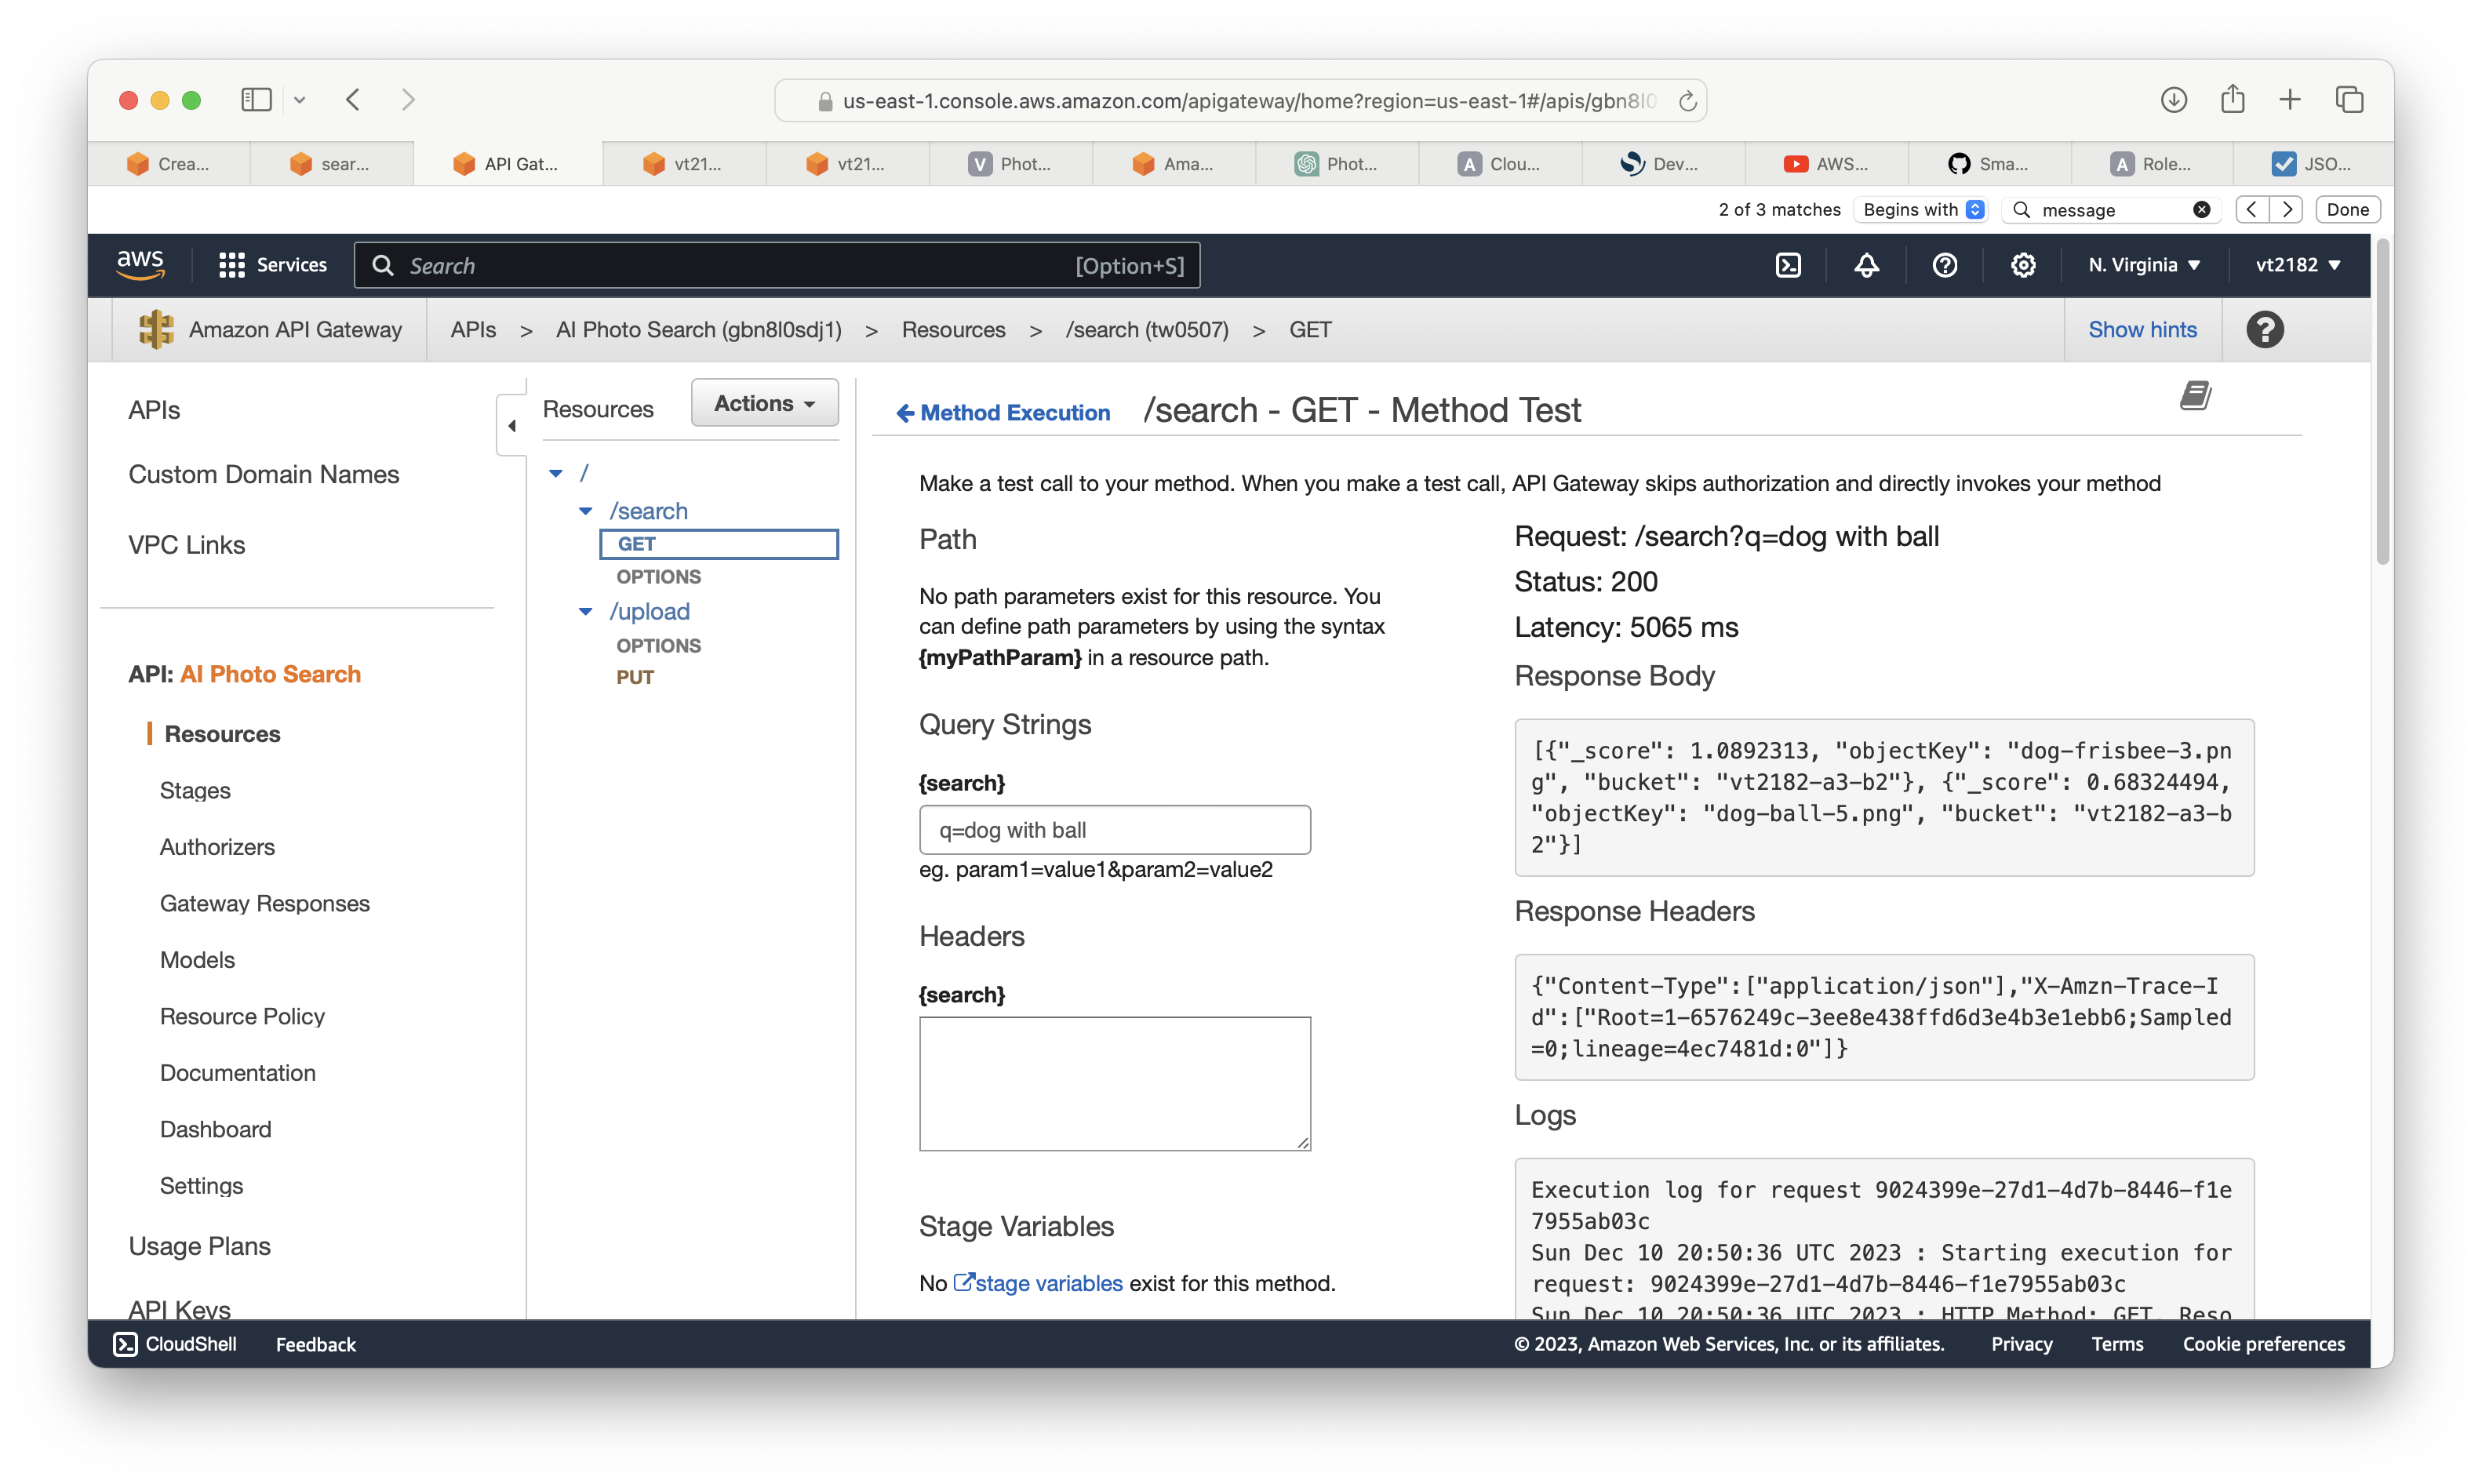 us-east-1.console.aws.amazon.com/apigateway/home?region=us-east-1#/apis/gbn8l0
Crea...
sear...
API Gat...
vt21...
vt21...
Phot...
Ama...
Phot...
Clou...
Dev...
AWS...
Sma...
Role...
JSO...
2 of 3 matches
Begins with
message
Done
aws
Services
Search
[Option+S]
N. Virginia
vt2182
Amazon API Gateway
APIs > AI Photo Search (gbn8l0sdj1) > Resources > /search (tw0507) > GET
Show hints
APIs
Custom Domain Names
VPC Links
API: AI Photo Search
Resources
Stages
Authorizers
Gateway Responses
Models
Resource Policy
Documentation
Dashboard
Settings
Usage Plans
API Keys
Resources
Actions
/
/search
GET
OPTIONS
/upload
OPTIONS
PUT
Method Execution
/search - GET - Method Test
Make a test call to your method. When you make a test call, API Gateway skips authorization and directly invokes your method
Path
No path parameters exist for this resource. You
can define path parameters by using the syntax
{myPathParam} in a resource path.
Query Strings
{search}
q=dog with ball
eg. param1=value1&param2=value2
Headers
{search}
Stage Variables
No stage variables exist for this method.
Request: /search?q=dog with ball
Status: 200
Latency: 5065 ms
Response Body
[{"_score": 1.0892313, "objectKey": "dog-frisbee-3.pn
g", "bucket": "vt2182-a3-b2"}, {"_score": 0.68324494,
"objectKey": "dog-ball-5.png", "bucket": "vt2182-a3-b
2"}]
Response Headers
{"Content-Type":["application/json"],"X-Amzn-Trace-I
d":["Root=1-6576249c-3ee8e438ffd6d3e4b3e1ebb6;Sampled
=0;lineage=4ec7481d:0"]}
Logs
Execution log for request 9024399e-27d1-4d7b-8446-f1e
7955ab03c
Sun Dec 10 20:50:36 UTC 2023 : Starting execution for
request: 9024399e-27d1-4d7b-8446-f1e7955ab03c
Sun Dec 10 20:50:36 UTC 2023 : HTTP Method: GET, Reso
CloudShell
Feedback
© 2023, Amazon Web Services, Inc. or its affiliates.
Privacy
Terms
Cookie preferences